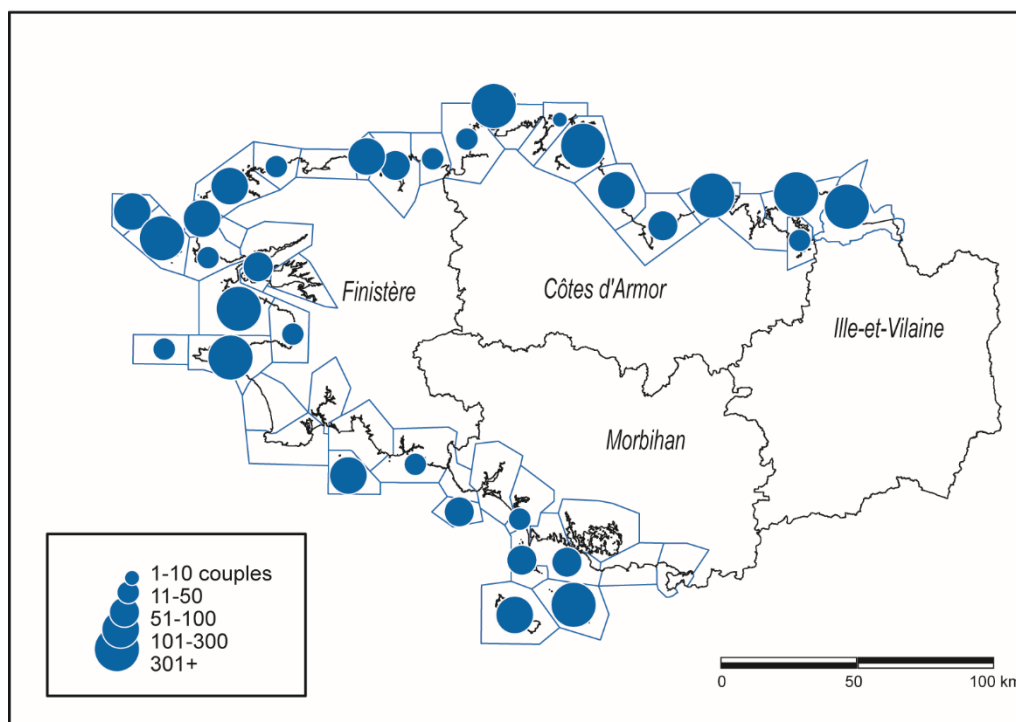 Finistère
Côtes d'Armor
Ille-et-Vilaine
Morbihan
1-10 couples
11-50
51-100
101-300
301+
0 50 100 km